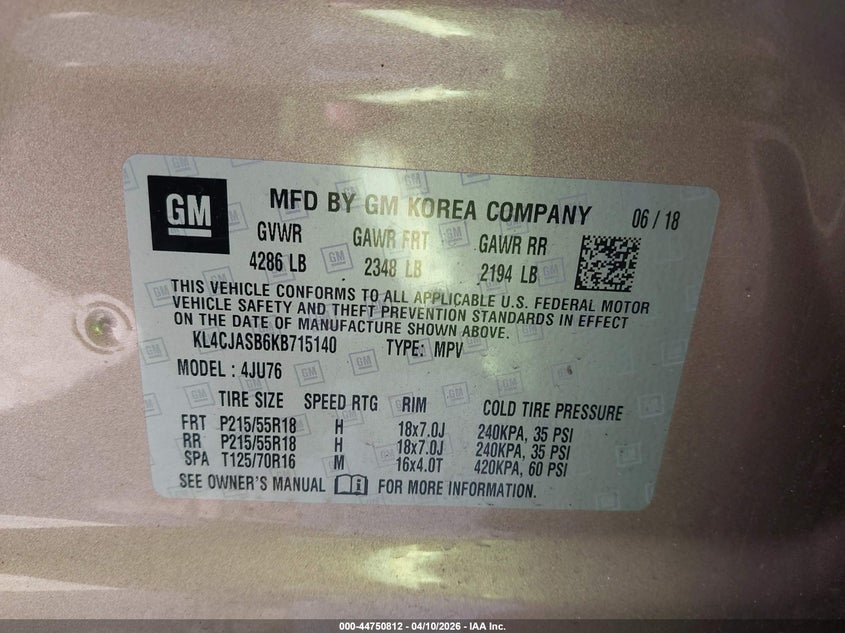 GM
MFD BY GM KOREA COMPANY 06 / 18
GVWR GAWR FRT GAWR RR
4286 LB 2348 LB 2194 LB
THIS VEHICLE CONFORMS TO ALL APPLICABLE U.S. FEDERAL MOTOR
VEHICLE SAFETY AND THEFT PREVENTION STANDARDS IN EFFECT
ON THE DATE OF MANUFACTURE SHOWN ABOVE.
KL4CJASB6KB715140 TYPE: MPV
MODEL : 4JU76
TIRE SIZE SPEED RTG RIM COLD TIRE PRESSURE
FRT P215/55R18 H 18x7.0J 240KPA, 35 PSI
RR P215/55R18 H 18x7.0J 240KPA, 35 PSI
SPA T125/70R16 M 16x4.0T 420KPA, 60 PSI
SEE OWNER'S MANUAL FOR MORE INFORMATION.
000-44750812 - 04/10/2026 - IAA Inc.